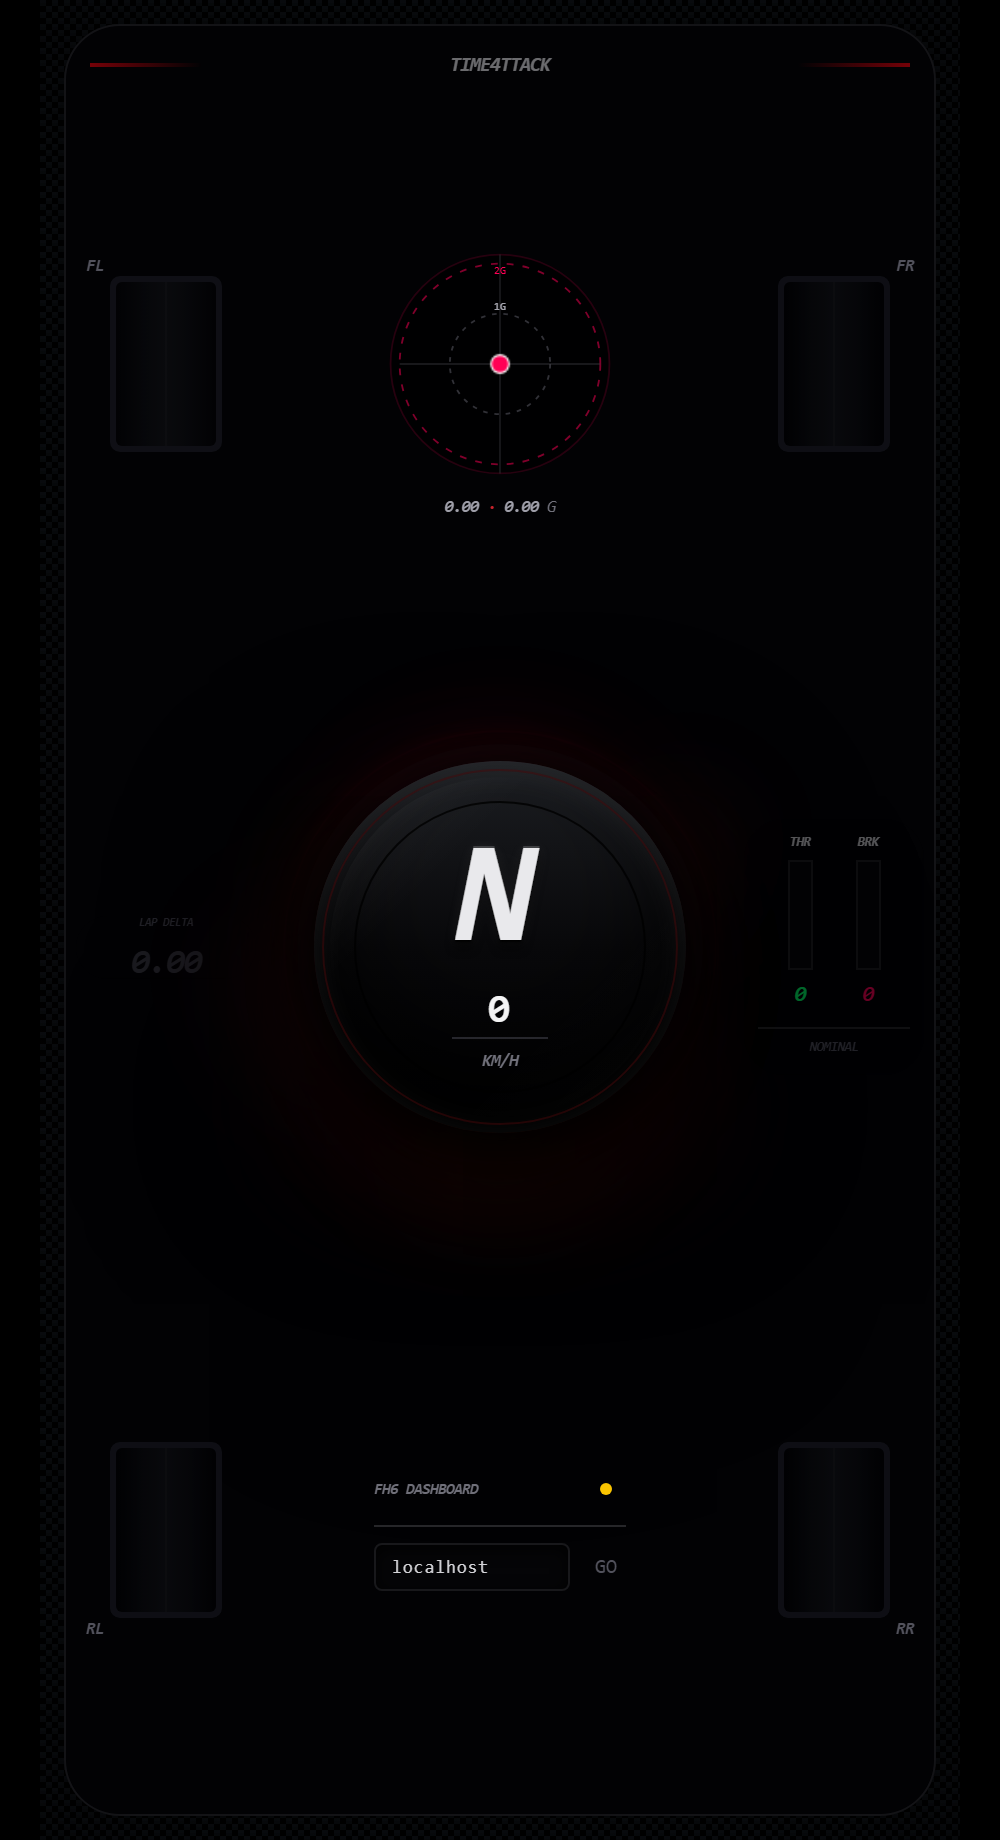 TIME4TTACK
FL
FR
2G
1G
0.00 · 0.00 G
N
0
KM/H
LAP DELTA
0.00
THR
BRK
0
0
NOMINAL
FH6 DASHBOARD
localhost
GO
RL
RR